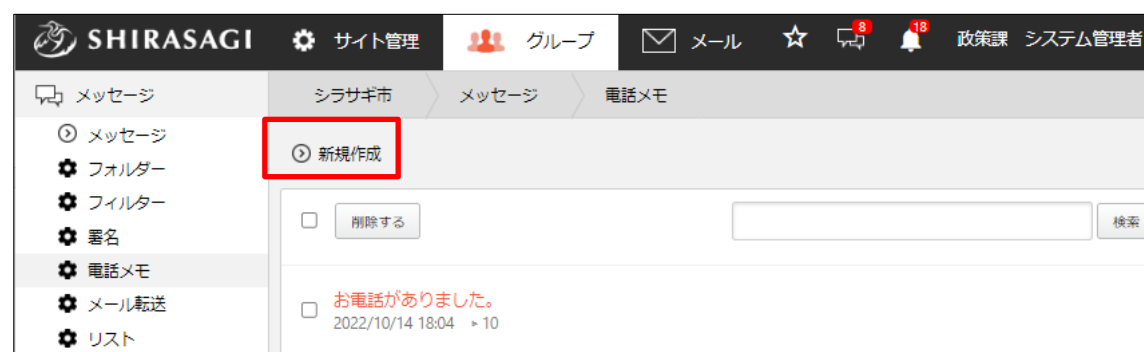 SHIRASAGI サイト管理 グループ メール 8 18 政策課 システム管理者
メッセージ シラサギ市 メッセージ 電話メモ
メッセージ
フォルダー
フィルター
署名
電話メモ
メール転送
リスト
新規作成
削除する 検索
お電話がありました。
2022/10/14 18:04 ▸ 10